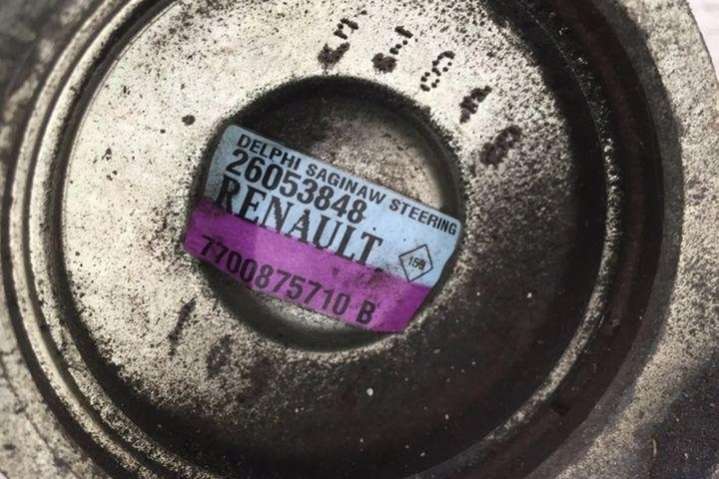 DELPHI SAGINAW STEERING
26053848
RENAULT
7700875710 B